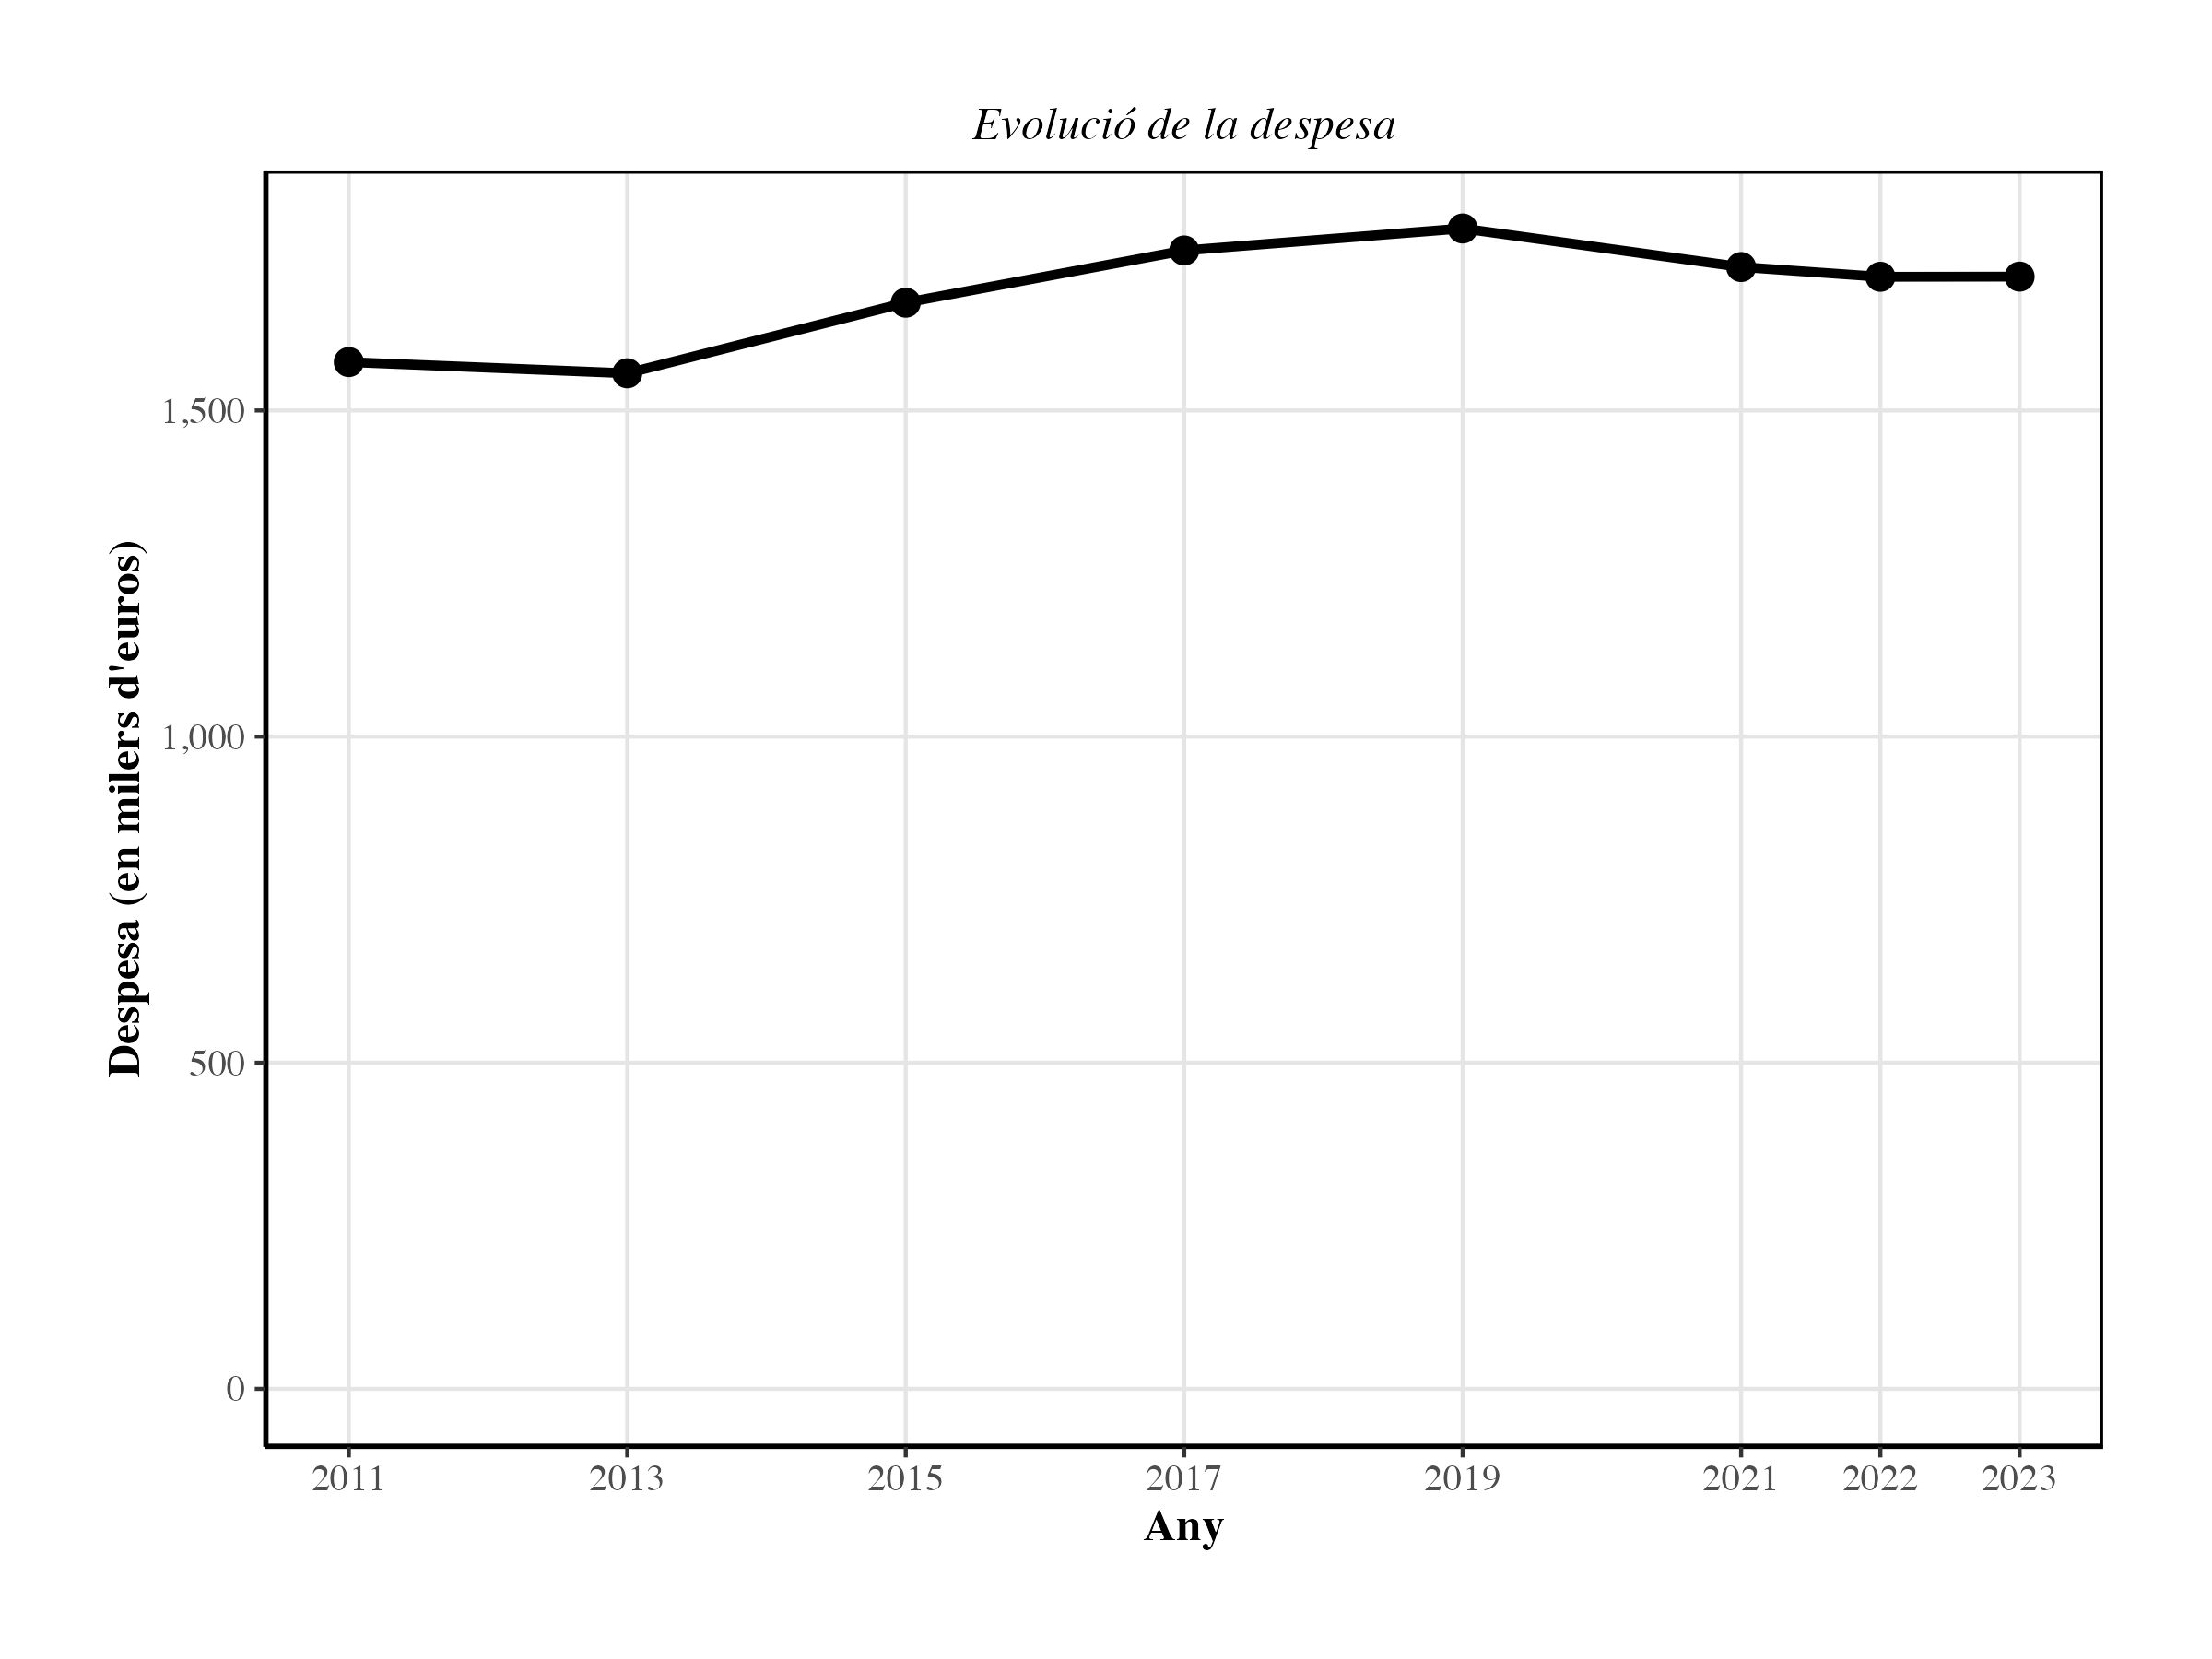 Evolució de la despesa
Despesa (en milers d'euros)
1,500
1,000
500
0
2011 2013 2015 2017 2019 2021 2022 2023
Any